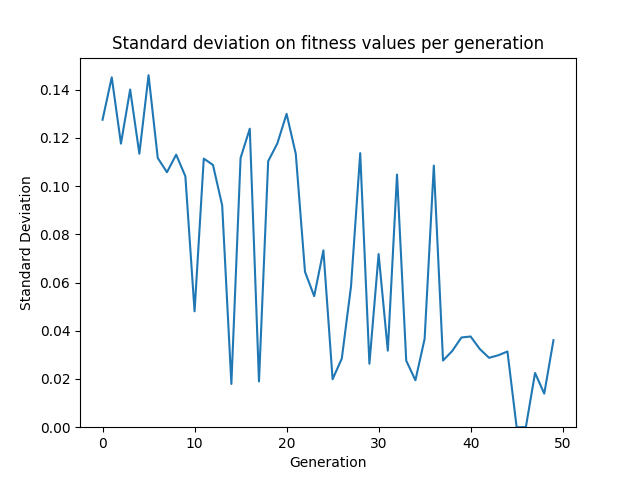 Standard deviation on fitness values per generation
0.14
0.12
0.10
0.08
0.06
0.04
0.02
0.00
Standard Deviation
0 10 20 30 40 50
Generation